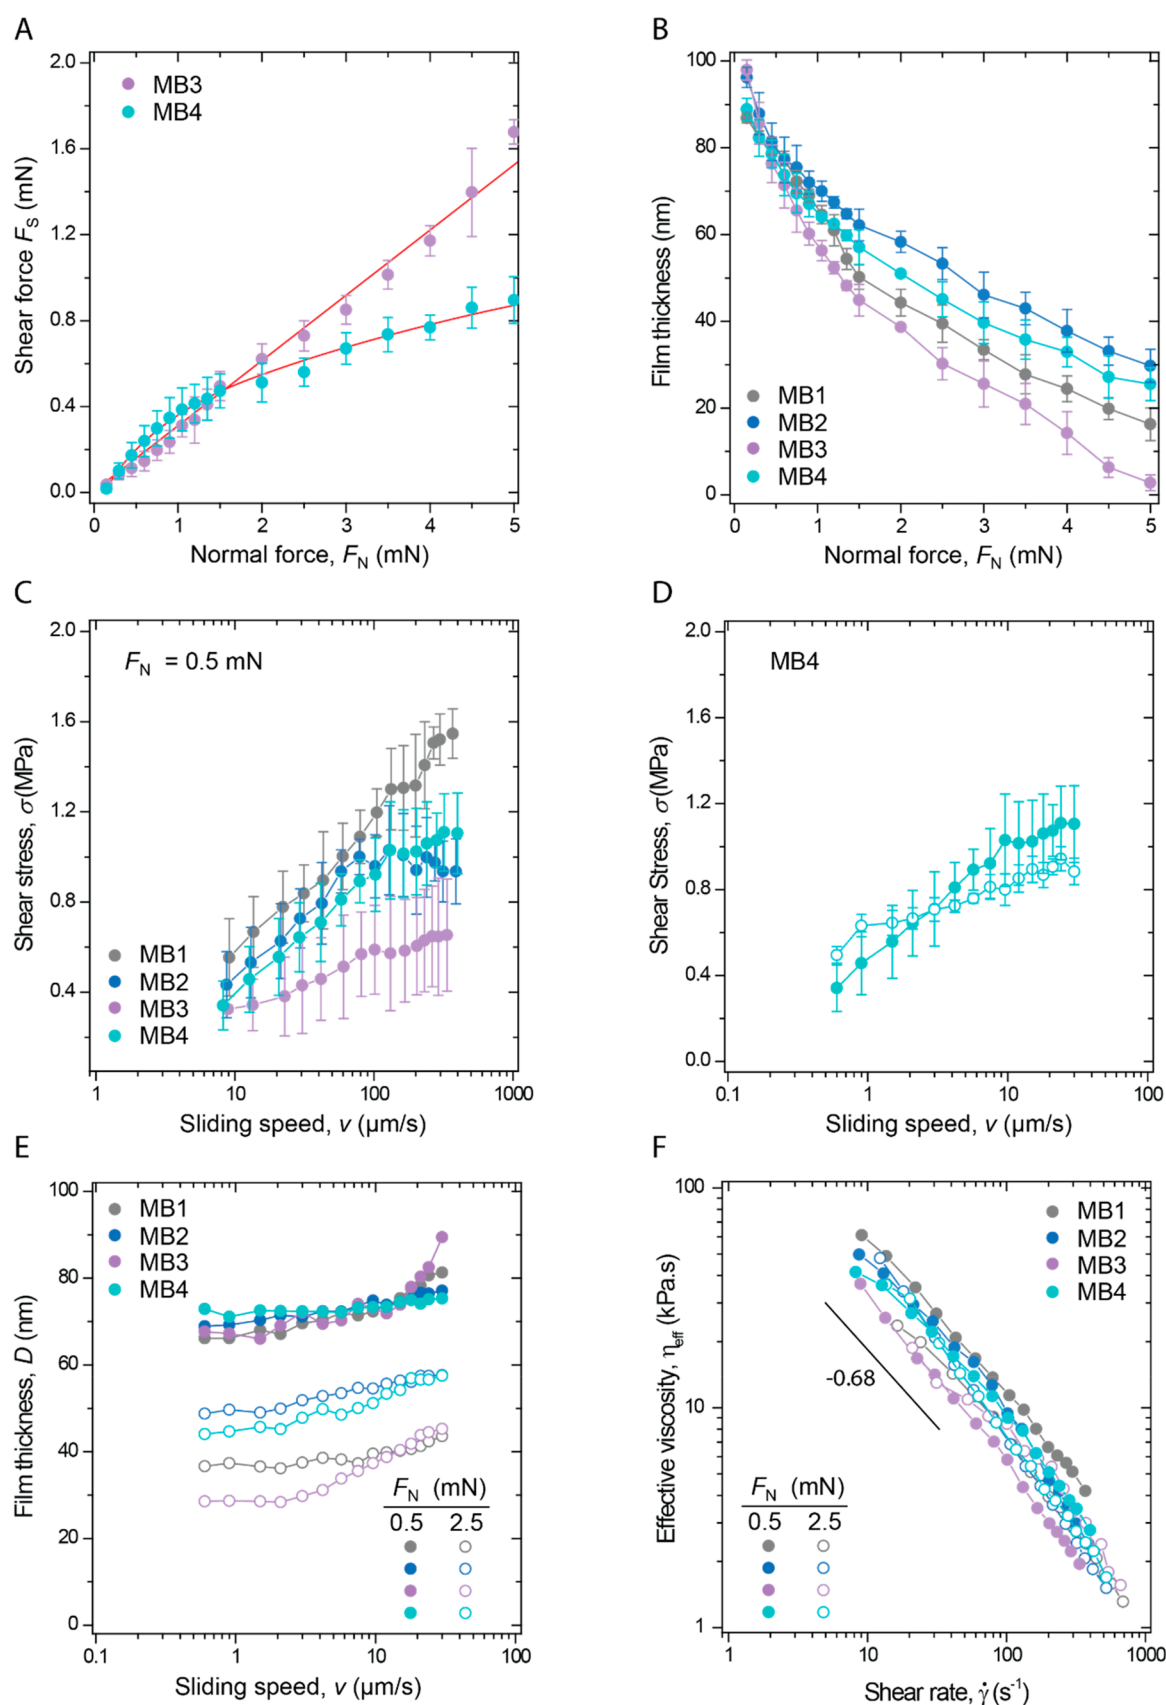 A
2.0
1.6
1.2
0.8
0.4
0.0
Shear force F_S (mN)
MB3
MB4
0 1 2 3 4 5
Normal force, F_N (mN)
B
100
80
60
40
20
0
Film thickness (nm)
MB1
MB2
MB3
MB4
0 1 2 3 4 5
Normal force, F_N (mN)
C
2.0
1.6
1.2
0.8
0.4
Shear stress, σ(MPa)
F_N = 0.5 mN
MB1
MB2
MB3
MB4
1 10 100 1000
Sliding speed, v (µm/s)
D
2.0
1.6
1.2
0.8
0.4
0.0
Shear Stress, σ(MPa)
MB4
0.1 1 10 100
Sliding speed, v (µm/s)
E
100
80
60
40
20
0
Film thickness, D (nm)
MB1
MB2
MB3
MB4
F_N (mN)
0.5 2.5
0.1 1 10 100
Sliding speed, v (µm/s)
F
100
10
1
Effective viscosity, η_eff (kPa.s)
MB1
MB2
MB3
MB4
-0.68
F_N (mN)
0.5 2.5
1 10 100 1000
Shear rate, γ̇ (s⁻¹)